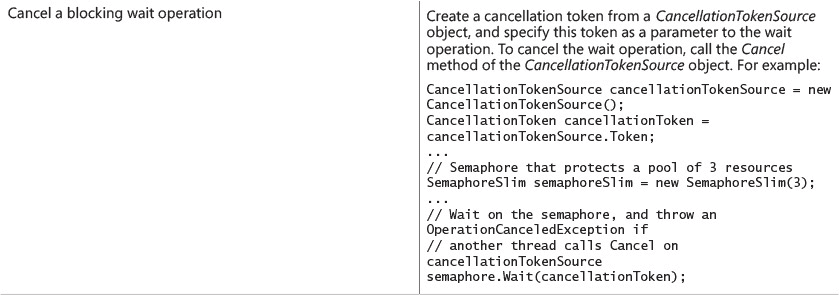 Cancel a blocking wait operation
Create a cancellation token from a CancellationTokenSource
object, and specify this token as a parameter to the wait
operation. To cancel the wait operation, call the Cancel
method of the CancellationTokenSource object. For example:
CancellationTokenSource cancellationTokenSource = new
CancellationTokenSource();
CancellationToken cancellationToken =
cancellationTokenSource.Token;
...
// Semaphore that protects a pool of 3 resources
SemaphoreSlim semaphoreSlim = new SemaphoreSlim(3);
...
// Wait on the semaphore, and throw an
OperationCanceledException if
// another thread calls Cancel on
cancellationTokenSource
semaphore.Wait(cancellationToken);